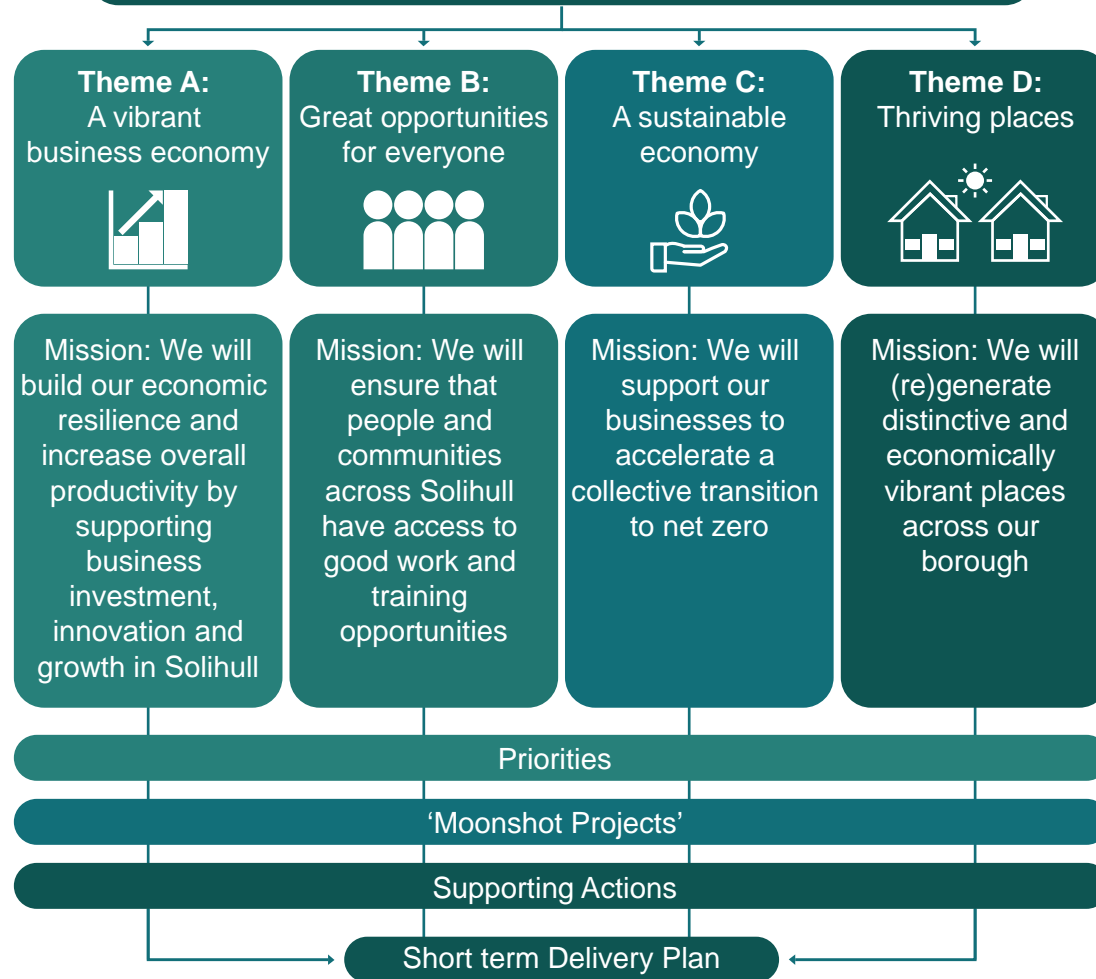 Theme A:
A vibrant
business economy
Theme B:
Great opportunities
for everyone
Theme C:
A sustainable
economy
Theme D:
Thriving places
Mission: We will
build our economic
resilience and
increase overall
productivity by
supporting
business
investment,
innovation and
growth in Solihull
Mission: We will
ensure that
people and
communities
across Solihull
have access to
good work and
training
opportunities
Mission: We will
support our
businesses to
accelerate a
collective transition
to net zero
Mission: We will
(re)generate
distinctive and
economically
vibrant places
across our
borough
Priorities
‘Moonshot Projects’
Supporting Actions
Short term Delivery Plan